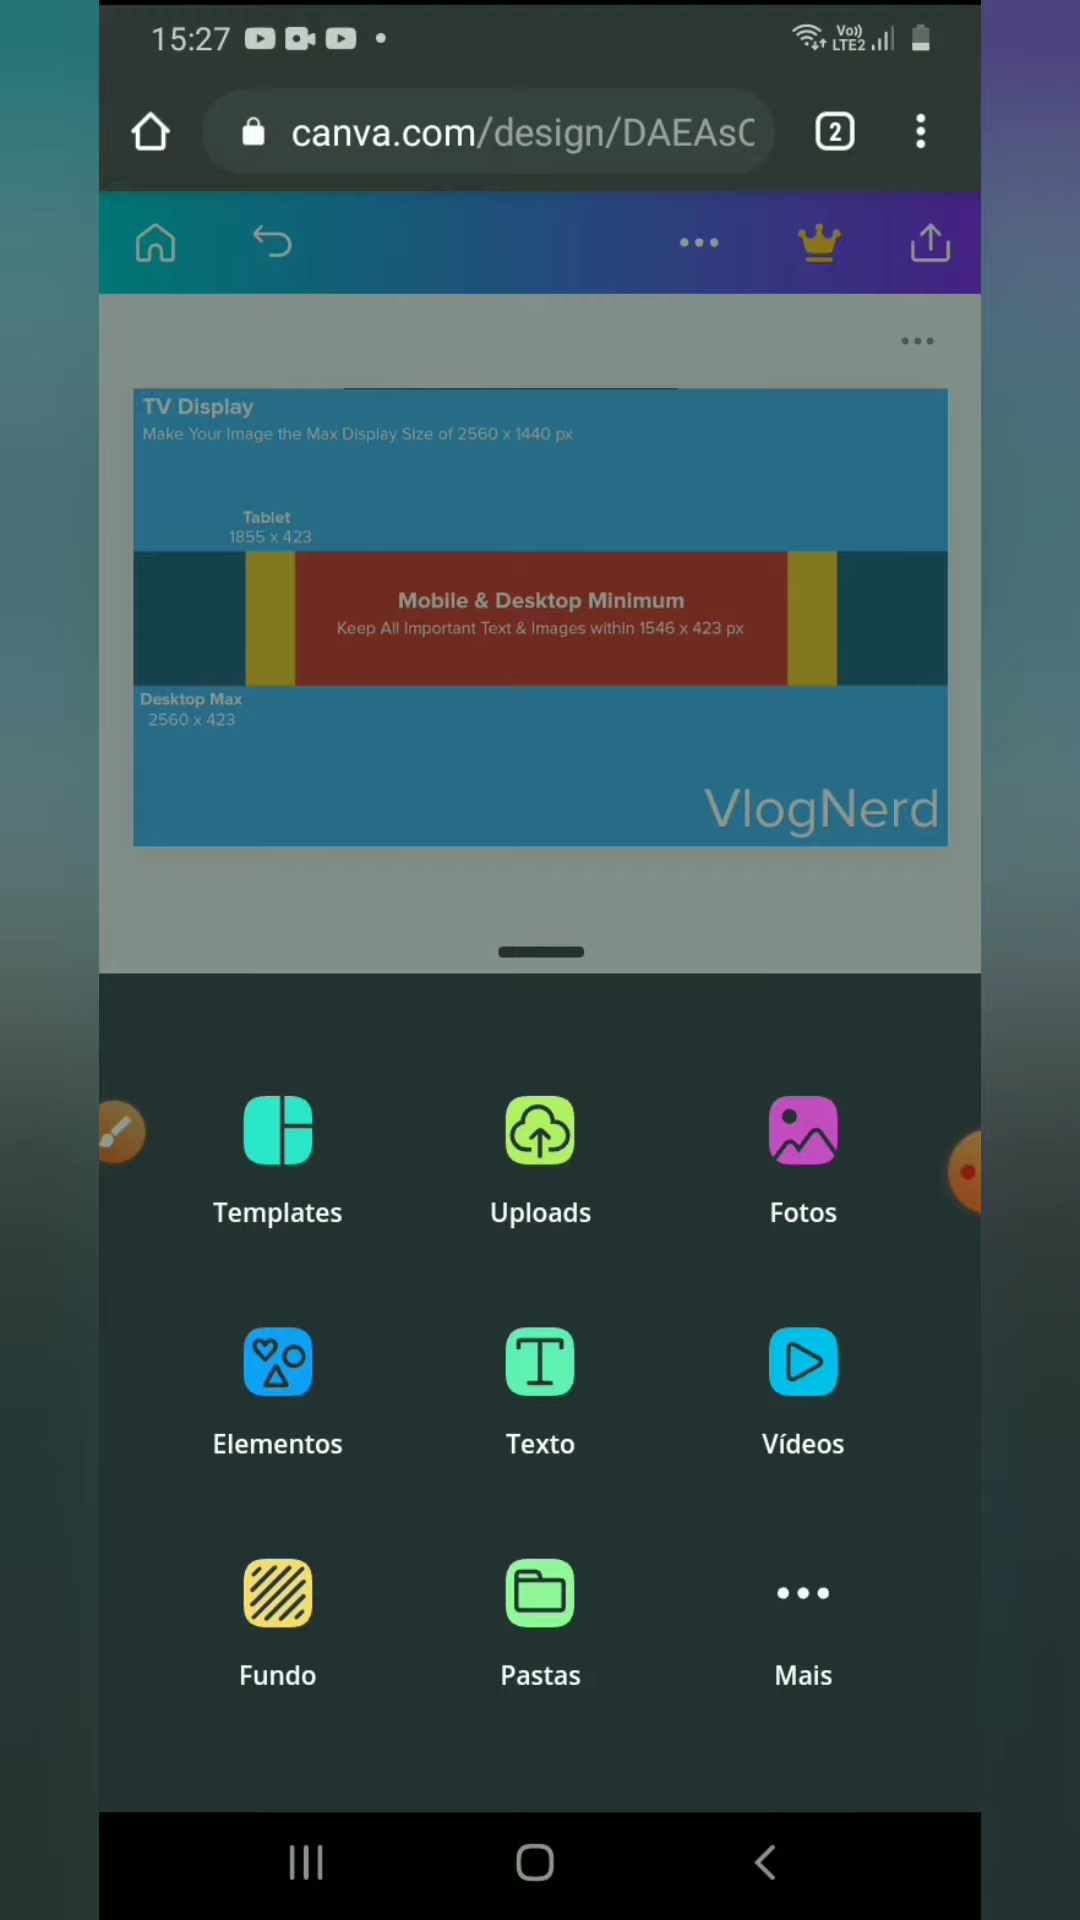 15:27
Vo))
LTE2
canva.com/design/DAEAsC
2
TV Display
Make Your Image the Max Display Size of 2560 x 1440 px
Tablet
1855 x 423
Mobile & Desktop Minimum
Keep All Important Text & Images within 1546 x 423 px
Desktop Max
2560 x 423
VlogNerd
Templates
Uploads
Fotos
Elementos
Texto
Vídeos
Fundo
Pastas
Mais